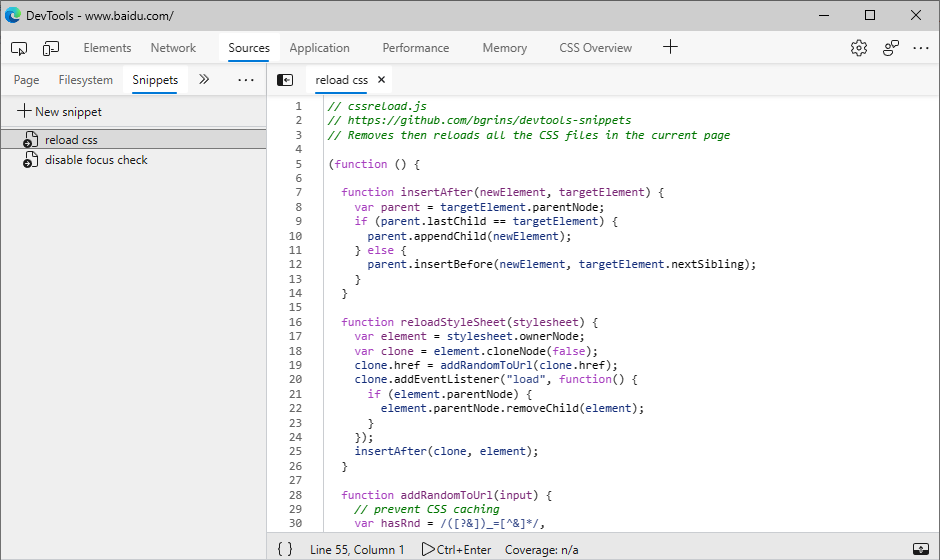 DevTools - www.baidu.com/
Elements Network Sources Application Performance Memory CSS Overview
Page Filesystem Snippets
reload css
New snippet
reload css
disable focus check
1 // cssreload.js
2 // https://github.com/bgrins/devtools-snippets
3 // Removes then reloads all the CSS files in the current page
4
5 (function () {
6
7 function insertAfter(newElement, targetElement) {
8 var parent = targetElement.parentNode;
9 if (parent.lastChild == targetElement) {
10 parent.appendChild(newElement);
11 } else {
12 parent.insertBefore(newElement, targetElement.nextSibling);
13 }
14 }
15
16 function reloadStyleSheet(stylesheet) {
17 var element = stylesheet.ownerNode;
18 var clone = element.cloneNode(false);
19 clone.href = addRandomToUrl(clone.href);
20 clone.addEventListener("load", function() {
21 if (element.parentNode) {
22 element.parentNode.removeChild(element);
23 }
24 });
25 insertAfter(clone, element);
26 }
27
28 function addRandomToUrl(input) {
29 // prevent CSS caching
30 var hasRnd = /([?&])_=[^&]*/,
{ } Line 55, Column 1 Ctrl+Enter Coverage: n/a